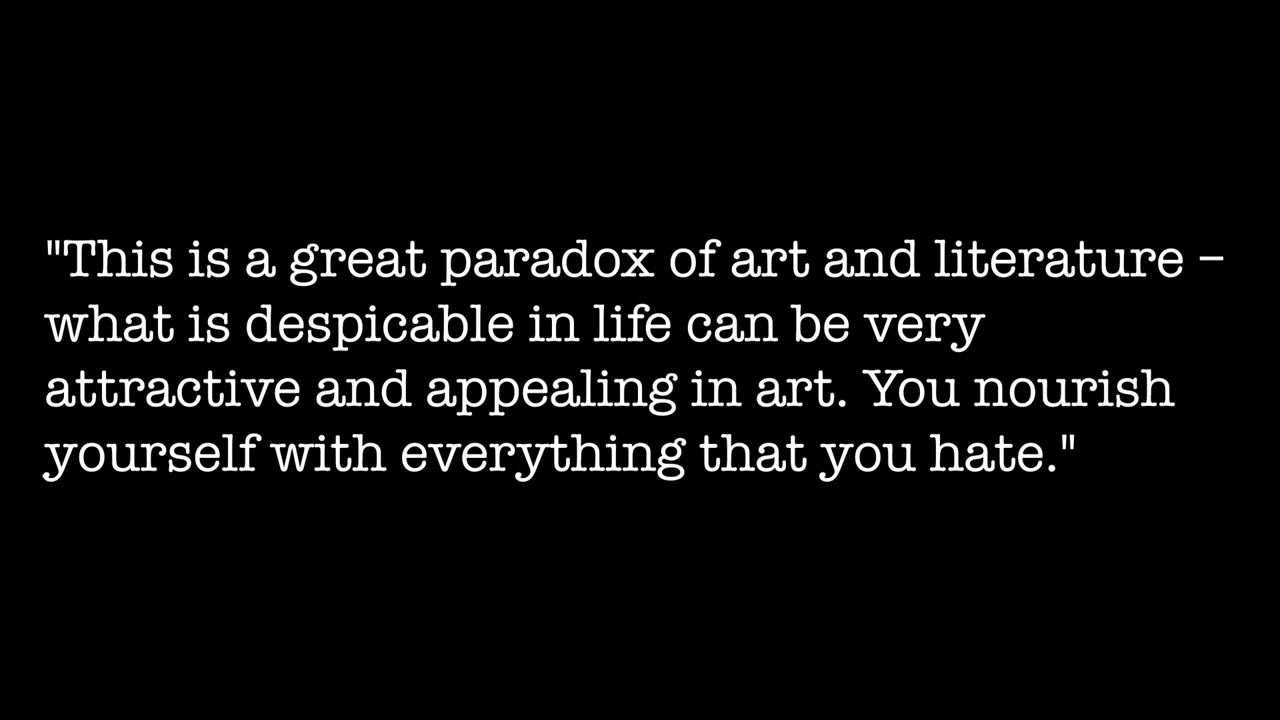 "This is a great paradox of art and literature –
what is despicable in life can be very
attractive and appealing in art. You nourish
yourself with everything that you hate."